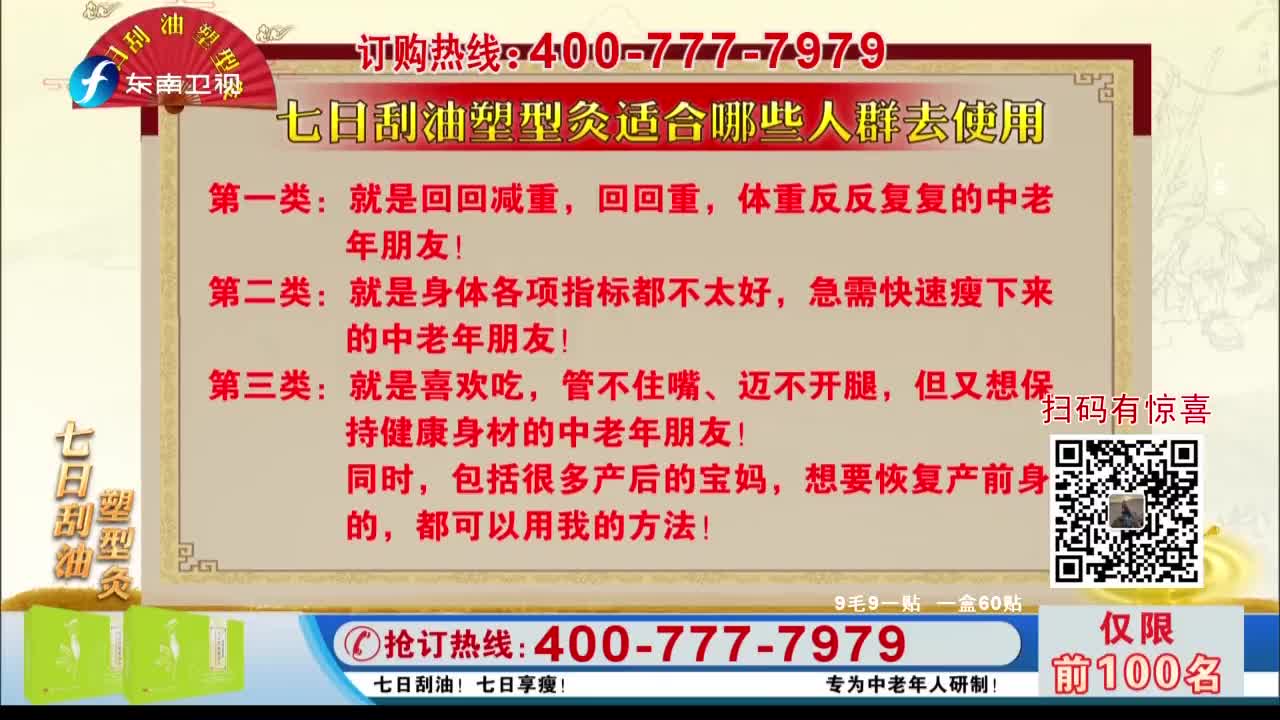 七日刮油塑型灸
东南卫视
订购热线:400-777-7979
七日刮油塑型灸适合哪些人群去使用
第一类：就是回回减重，回回重，体重反反复复的中老
年朋友！
第二类：就是身体各项指标都不太好，急需快速瘦下来
的中老年朋友！
第三类：就是喜欢吃，管不住嘴、迈不开腿，但又想保
持健康身材的中老年朋友！
同时，包括很多产后的宝妈，想要恢复产前身
的，都可以用我的方法！
扫码有惊喜
七日刮油
塑型灸
9毛9一贴 一盒60贴
抢订热线:400-777-7979
仅限
前100名
七日刮油！七日享瘦！
专为中老年人研制！